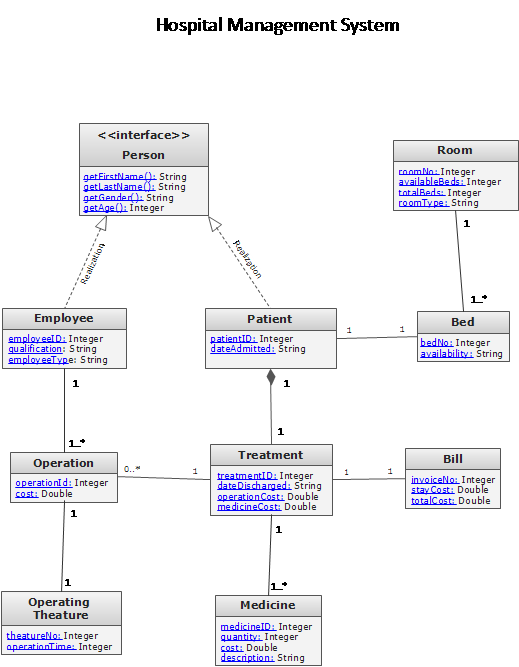 Hospital Management System
<<interface>>
Person
getFirstName(): String
getLastName(): String
getGender(): String
getAge(): Integer
Room
roomNo: Integer
availableBeds: Integer
totalBeds: Integer
roomType: String
1
Realization
Realization
1..*
Employee
employeeID: Integer
qualification: String
employeeType: String
Patient
patientID: Integer
dateAdmitted: String
1
1
Bed
bedNo: Integer
availability: String
1
1
1..*
1
Operation
operationId: Integer
cost: Double
0..*
1
Treatment
treatmentID: Integer
dateDischarged: String
operationCost: Double
medicineCost: Double
1
1
Bill
invoiceNo: Integer
stayCost: Double
totalCost: Double
1
1
1
1..*
Operating
Theature
theatureNo: Integer
operationTime: Integer
Medicine
medicineID: Integer
quantity: Integer
cost: Double
description: String